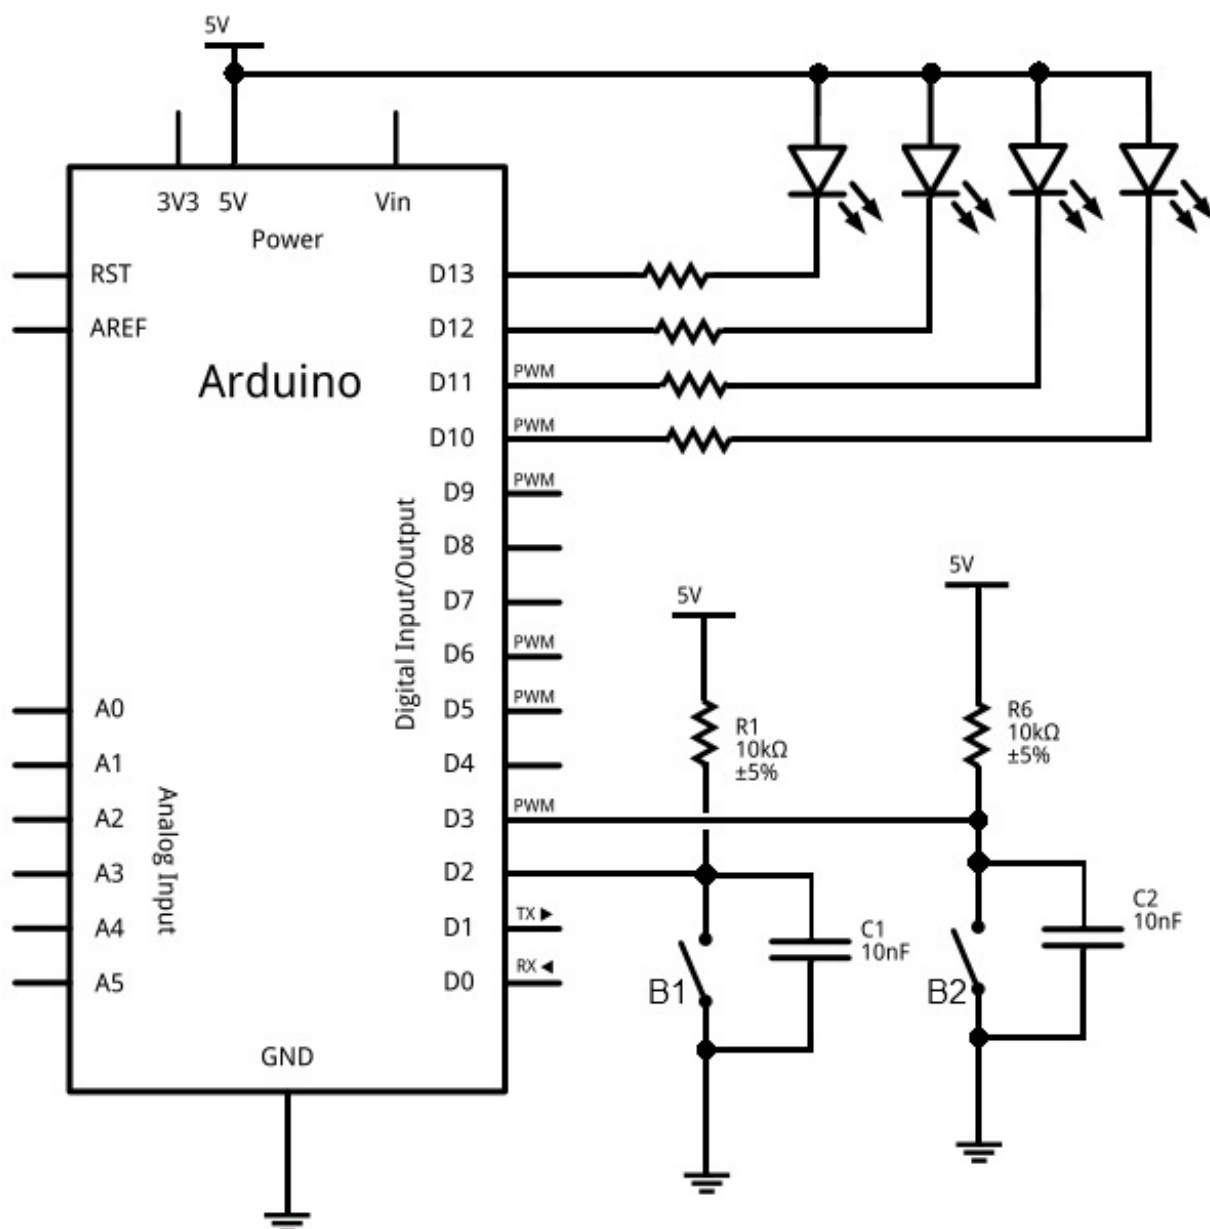 5V
3V3 5V Vin
Power
RST
AREF
Arduino
D13
D12
D11 PWM
D10 PWM
D9 PWM
D8
D7
D6 PWM
D5 PWM
D4
D3 PWM
D2
D1 TX ▶
D0 RX ◀
Digital Input/Output
A0
A1
A2
A3
A4
A5
Analog Input
GND
5V
R1
10kΩ
±5%
5V
R6
10kΩ
±5%
C1
10nF
B1
C2
10nF
B2